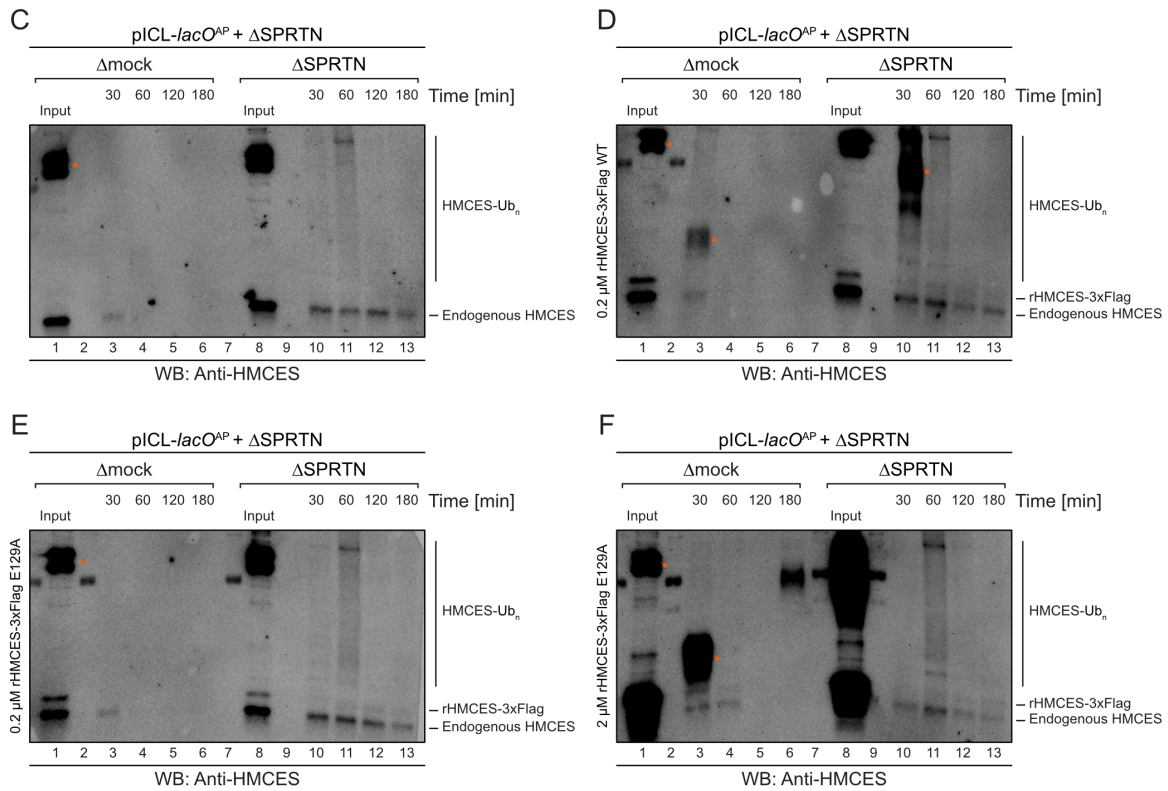 C
pICL-lacOᴬᴾ + ΔSPRTN
Δmock ΔSPRTN
30 60 120 180 30 60 120 180 Time [min]
Input Input
HMCES-Ubₙ
Endogenous HMCES
1 2 3 4 5 6 7 8 9 10 11 12 13
WB: Anti-HMCES
D
pICL-lacOᴬᴾ + ΔSPRTN
Δmock ΔSPRTN
30 60 120 180 30 60 120 180 Time [min]
Input Input
0.2 µM rHMCES-3xFlag WT
HMCES-Ubₙ
rHMCES-3xFlag
Endogenous HMCES
1 2 3 4 5 6 7 8 9 10 11 12 13
WB: Anti-HMCES
E
pICL-lacOᴬᴾ + ΔSPRTN
Δmock ΔSPRTN
30 60 120 180 30 60 120 180 Time [min]
Input Input
0.2 µM rHMCES-3xFlag E129A
HMCES-Ubₙ
rHMCES-3xFlag
Endogenous HMCES
1 2 3 4 5 6 7 8 9 10 11 12 13
WB: Anti-HMCES
F
pICL-lacOᴬᴾ + ΔSPRTN
Δmock ΔSPRTN
30 60 120 180 30 60 120 180 Time [min]
Input Input
2 µM rHMCES-3xFlag E129A
HMCES-Ubₙ
rHMCES-3xFlag
Endogenous HMCES
1 2 3 4 5 6 7 8 9 10 11 12 13
WB: Anti-HMCES